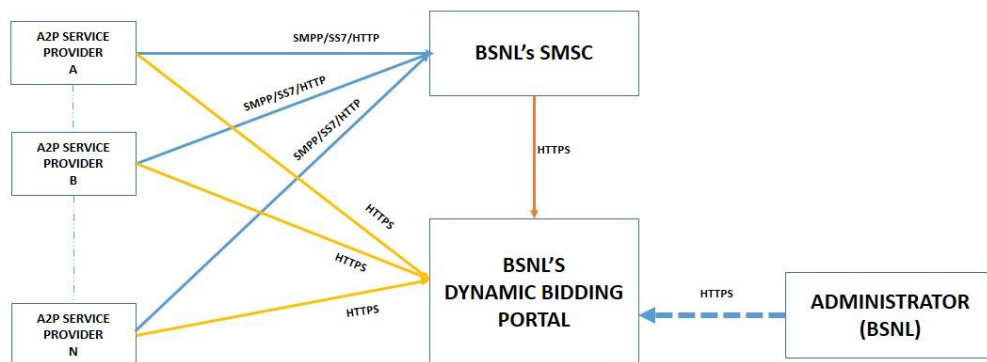 A2P SERVICE
PROVIDER
A
SMPP/SS7/HTTP
BSNL's SMSC
SMPP/SS7/HTTP
SMPP/SS7/HTTP
A2P SERVICE
PROVIDER
B
HTTPS
HTTPS
HTTPS
HTTPS
A2P SERVICE
PROVIDER
N
BSNL'S
DYNAMIC BIDDING
PORTAL
HTTPS
ADMINISTRATOR
(BSNL)